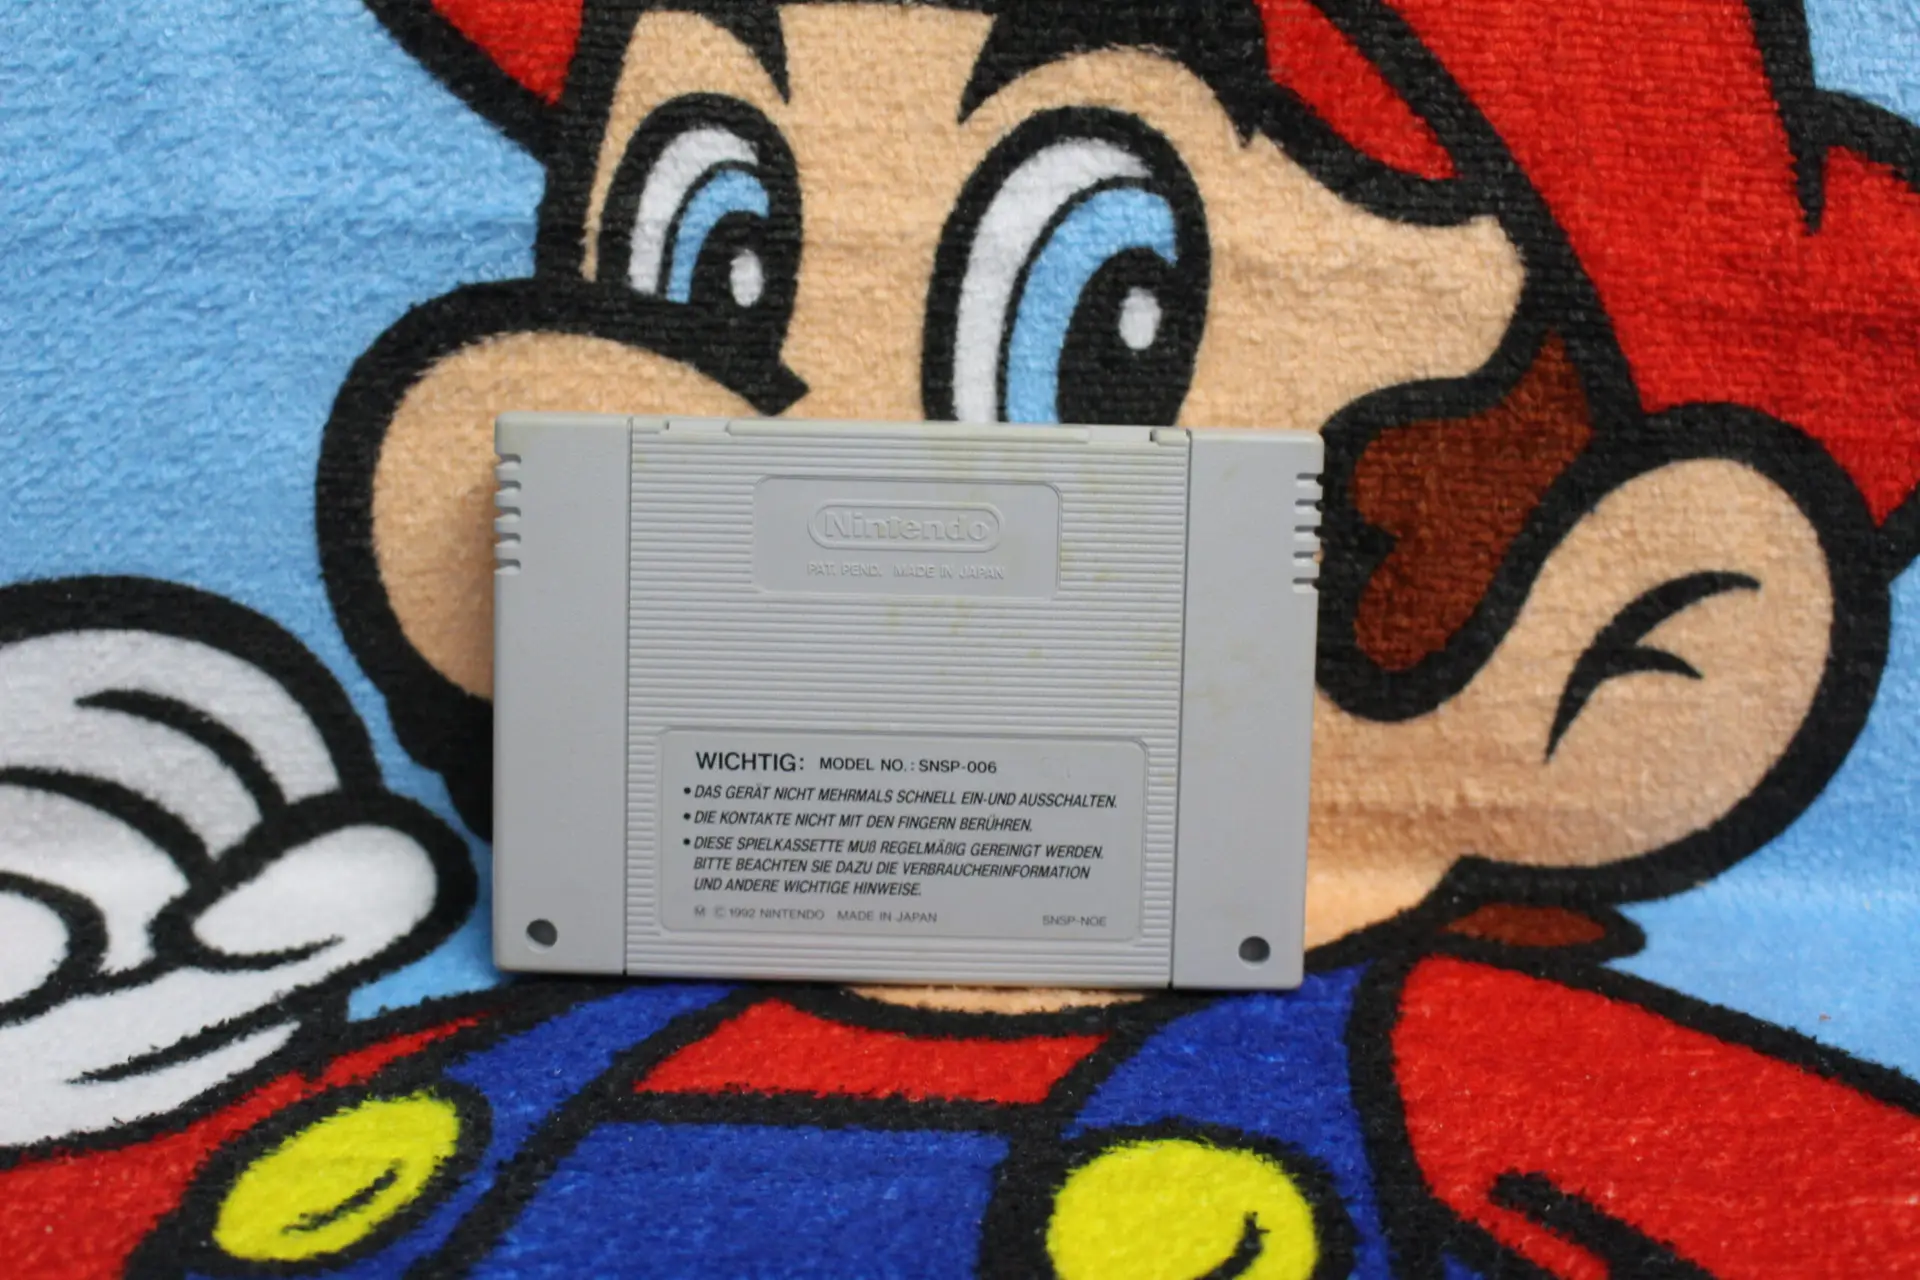 Nintendo
PAT. PEND. MADE IN JAPAN
WICHTIG: MODEL NO.: SNSP-006
• DAS GERÄT NICHT MEHRMALS SCHNELL EIN-UND AUSSCHALTEN.
• DIE KONTAKTE NICHT MIT DEN FINGERN BERÜHREN.
• DIESE SPIELKASSETTE MUß REGELMÄßIG GEREINIGT WERDEN.
BITTE BEACHTEN SIE DAZU DIE VERBRAUCHERINFORMATION
UND ANDERE WICHTIGE HINWEISE.
M © 1992 NINTENDO MADE IN JAPAN SNSP-NOE